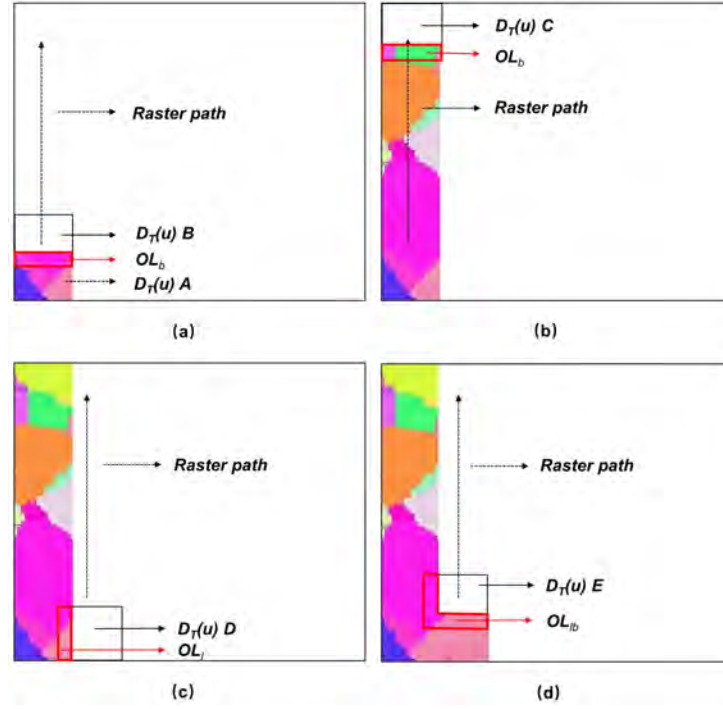 Raster path
D_T(u) B
OL_b
D_T(u) A
(a)
D_T(u) C
OL_b
Raster path
(b)
Raster path
D_T(u) D
OL_l
(c)
Raster path
D_T(u) E
OL_lb
(d)